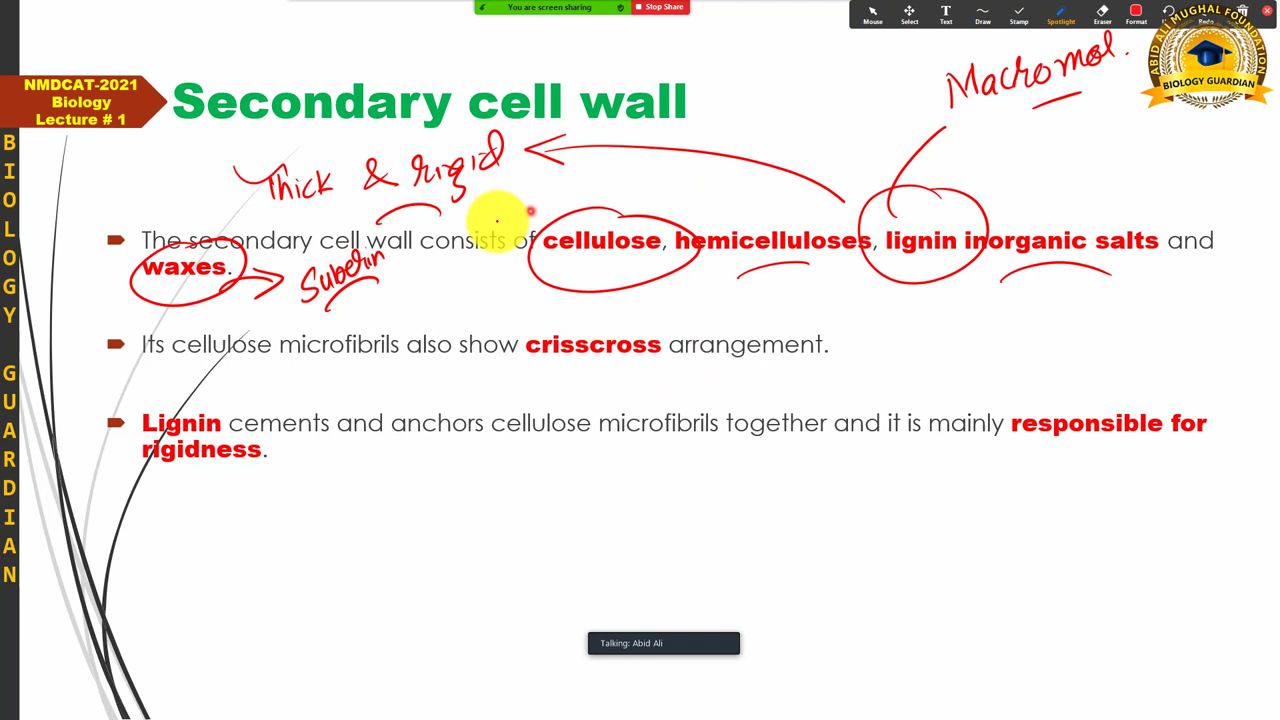 You are screen sharing
Stop Share
Mouse
Select
Text
Draw
Stamp
Spotlight
Eraser
Format
Redo
ABID ALI MUGHAL FOUNDATION
BIOLOGY GUARDIAN
NMDCAT-2021
Biology
Lecture # 1
BIOLOGY GUARDIAN
Secondary cell wall
Macromol.
Thick & rigid
The secondary cell wall consists of cellulose, hemicelluloses, lignin inorganic salts and
waxes.
Suberin
Its cellulose microfibrils also show crisscross arrangement.
Lignin cements and anchors cellulose microfibrils together and it is mainly responsible for
rigidness.
Talking: Abid Ali